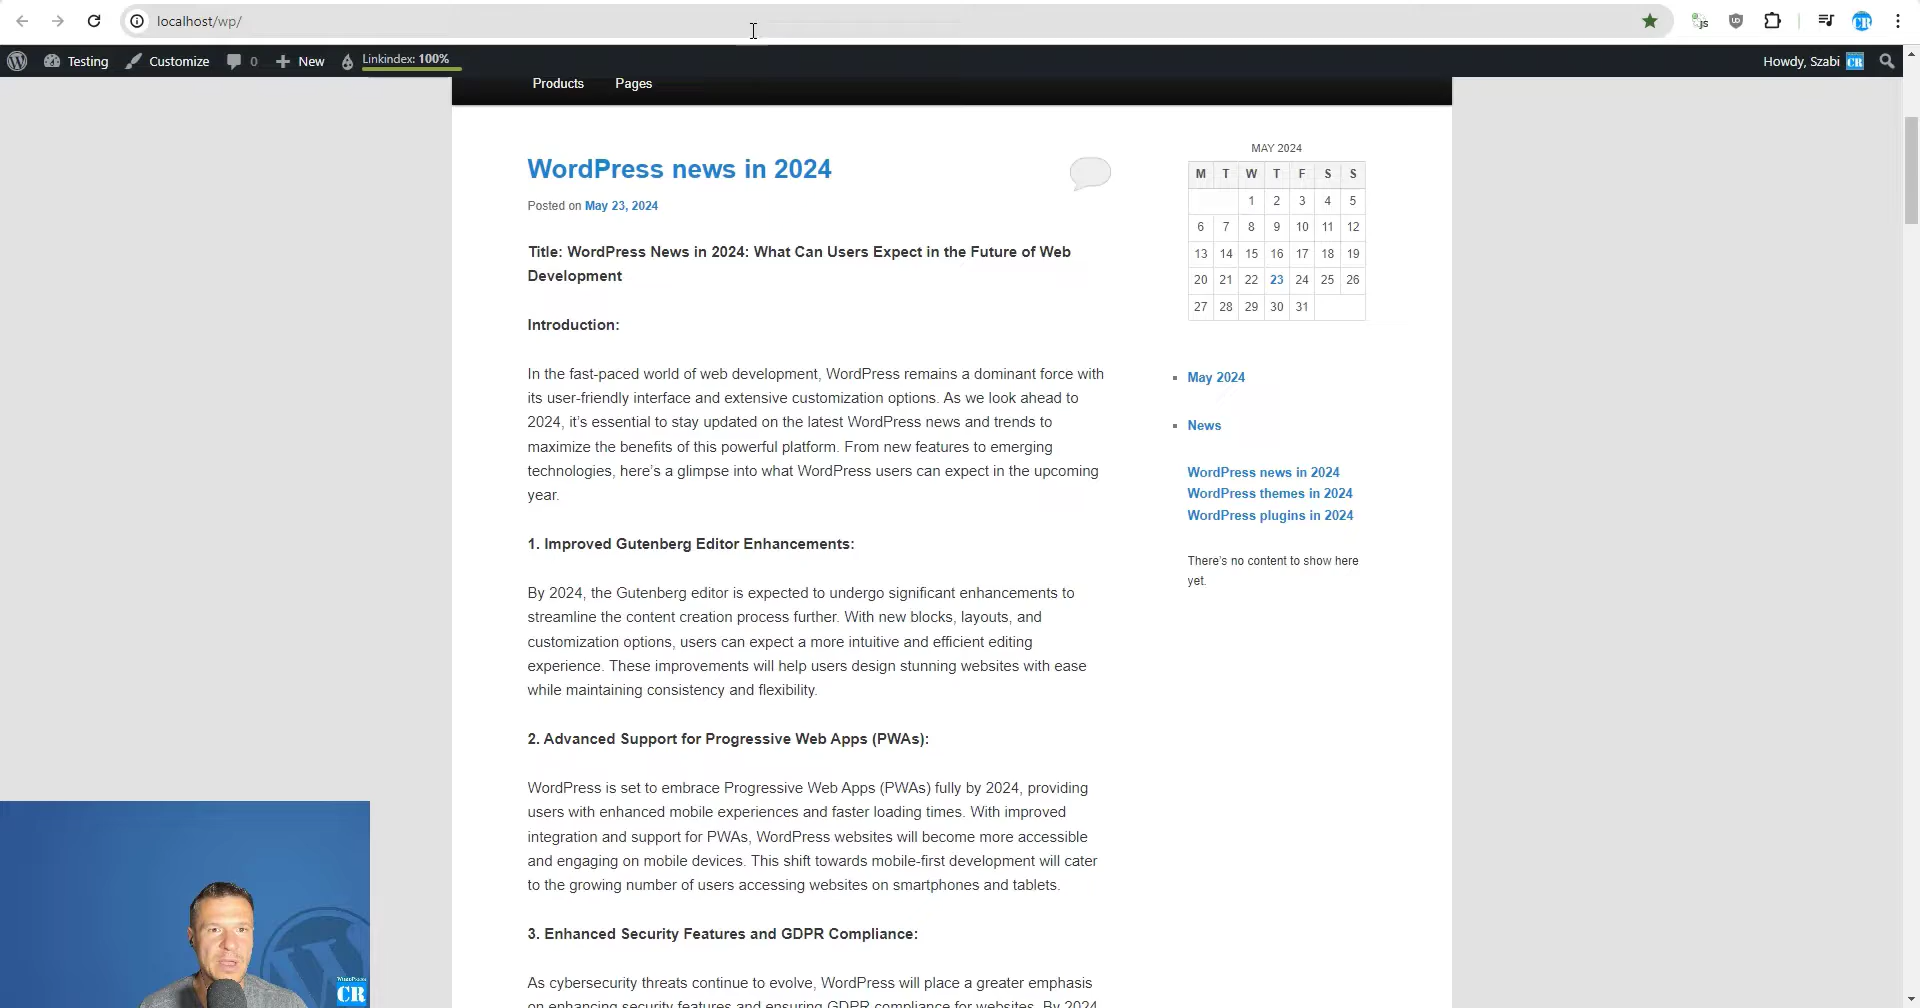 localhost/wp/
Testing
Customize
0
New
Linkindex: 100%
Howdy, Szabi
CR
Products
Pages
WordPress news in 2024
Posted on May 23, 2024
Title: WordPress News in 2024: What Can Users Expect in the Future of Web
Development
Introduction:
In the fast-paced world of web development, WordPress remains a dominant force with
its user-friendly interface and extensive customization options. As we look ahead to
2024, it’s essential to stay updated on the latest WordPress news and trends to
maximize the benefits of this powerful platform. From new features to emerging
technologies, here’s a glimpse into what WordPress users can expect in the upcoming
year.
1. Improved Gutenberg Editor Enhancements:
By 2024, the Gutenberg editor is expected to undergo significant enhancements to
streamline the content creation process further. With new blocks, layouts, and
customization options, users can expect a more intuitive and efficient editing
experience. These improvements will help users design stunning websites with ease
while maintaining consistency and flexibility.
2. Advanced Support for Progressive Web Apps (PWAs):
WordPress is set to embrace Progressive Web Apps (PWAs) fully by 2024, providing
users with enhanced mobile experiences and faster loading times. With improved
integration and support for PWAs, WordPress websites will become more accessible
and engaging on mobile devices. This shift towards mobile-first development will cater
to the growing number of users accessing websites on smartphones and tablets.
3. Enhanced Security Features and GDPR Compliance:
As cybersecurity threats continue to evolve, WordPress will place a greater emphasis
on enhancing security features and ensuring GDPR compliance for websites. By 2024
MAY 2024
M T W T F S S
1 2 3 4 5
6 7 8 9 10 11 12
13 14 15 16 17 18 19
20 21 22 23 24 25 26
27 28 29 30 31
May 2024
News
WordPress news in 2024
WordPress themes in 2024
WordPress plugins in 2024
There’s no content to show here
yet.
WordPress
CR